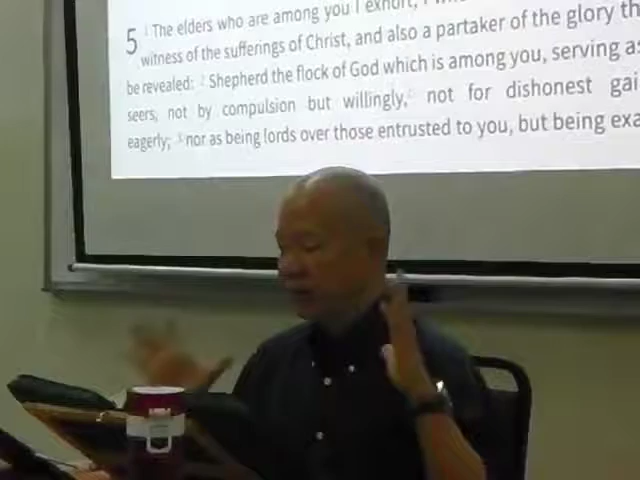 5 1 The elders who are among you I exhort,
witness of the sufferings of Christ, and also a partaker of the glory th
be revealed: 2 Shepherd the flock of God which is among you, serving as
seers, not by compulsion but willingly, not for dishonest gai
eagerly; 3 nor as being lords over those entrusted to you, but being exa